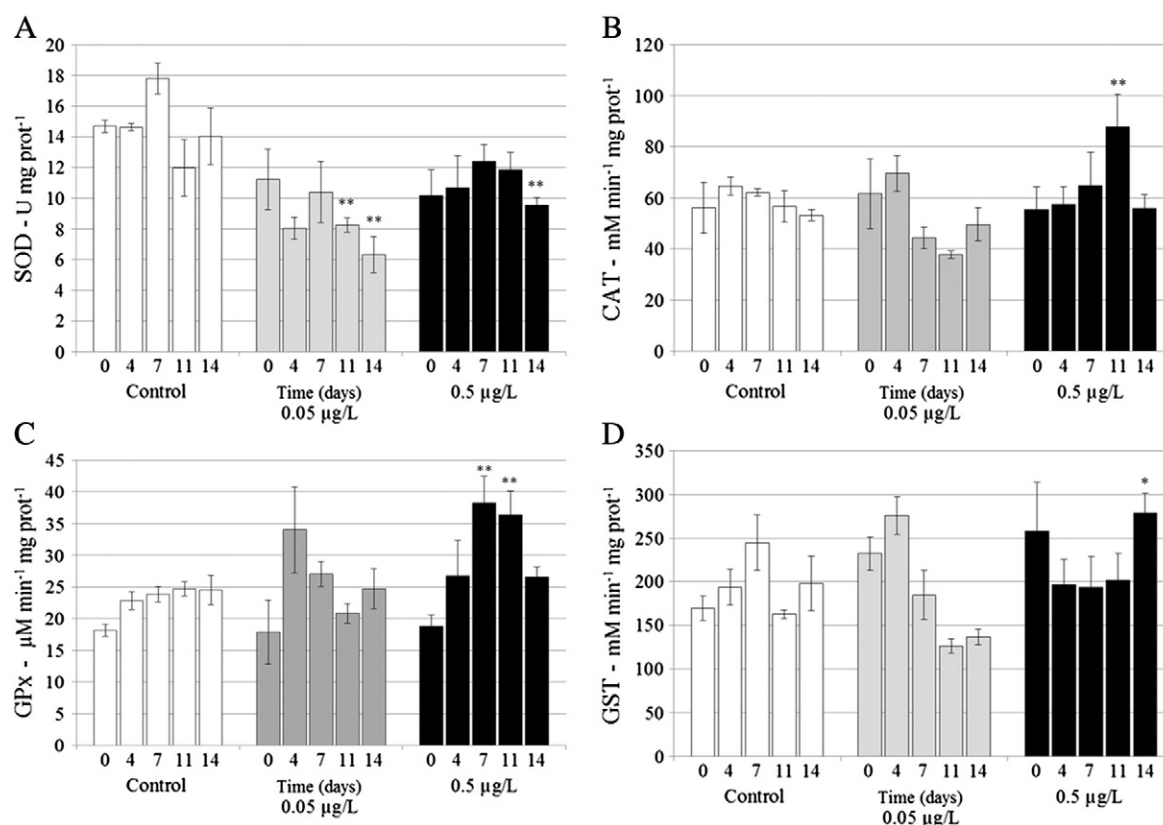 A
SOD - U mg prot⁻¹
20
18
16
14
12
10
8
6
4
2
0
** ** **
0 4 7 11 14 0 4 7 11 14 0 4 7 11 14
Control Time (days) 0.5 µg/L
0.05 µg/L
B
CAT - mM min⁻¹ mg prot⁻¹
120
100
80
60
40
20
0
**
0 4 7 11 14 0 4 7 11 14 0 4 7 11 14
Control Time (days) 0.5 µg/L
0.05 µg/L
C
GPx - µM min⁻¹ mg prot⁻¹
45
40
35
30
25
20
15
10
5
0
** **
0 4 7 11 14 0 4 7 11 14 0 4 7 11 14
Control Time (days) 0.5 µg/L
0.05 µg/L
D
GST - mM min⁻¹ mg prot⁻¹
350
300
250
200
150
100
50
0
*
0 4 7 11 14 0 4 7 11 14 0 4 7 11 14
Control Time (days) 0.5 µg/L
0.05 µg/L